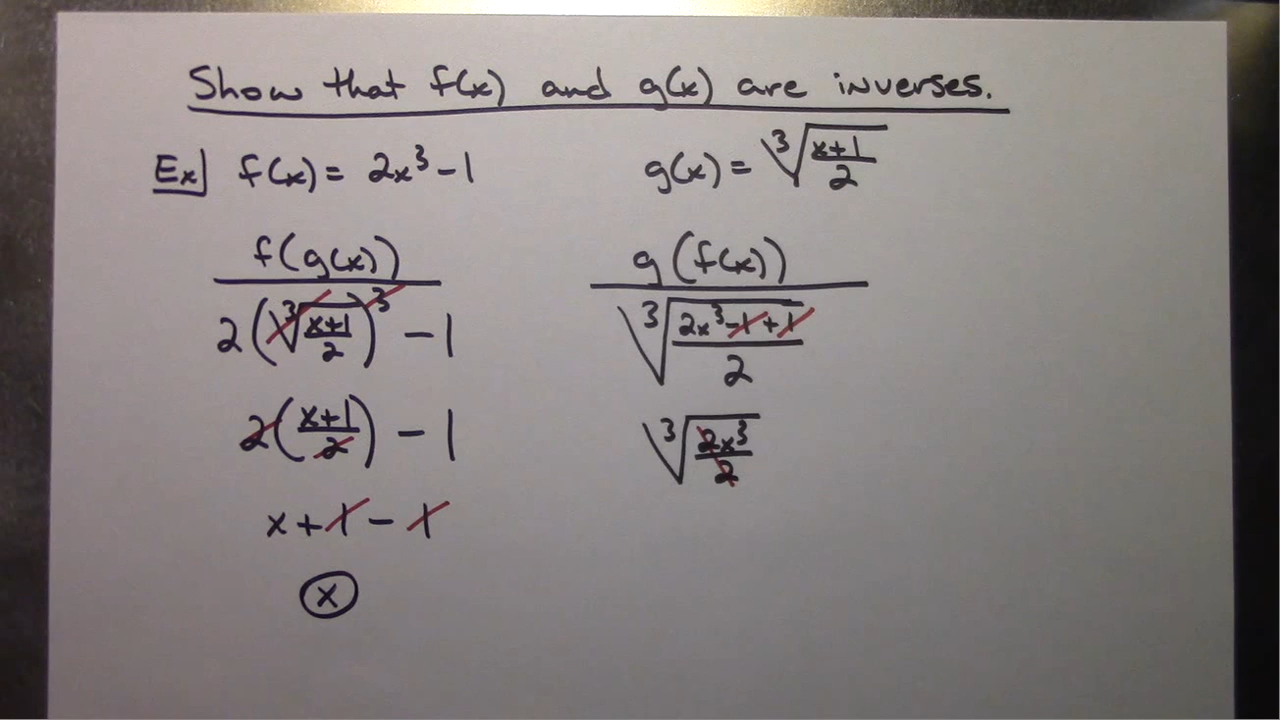 Show that f(x) and g(x) are inverses.
Ex] f(x) = 2x³ - 1
g(x) = ∛((x+1)/2)
f(g(x))
2(∛((x+1)/2))³ - 1
2((x+1)/2) - 1
x + 1 - 1
x
g(f(x))
∛((2x³-1+1)/2)
∛(2x³/2)